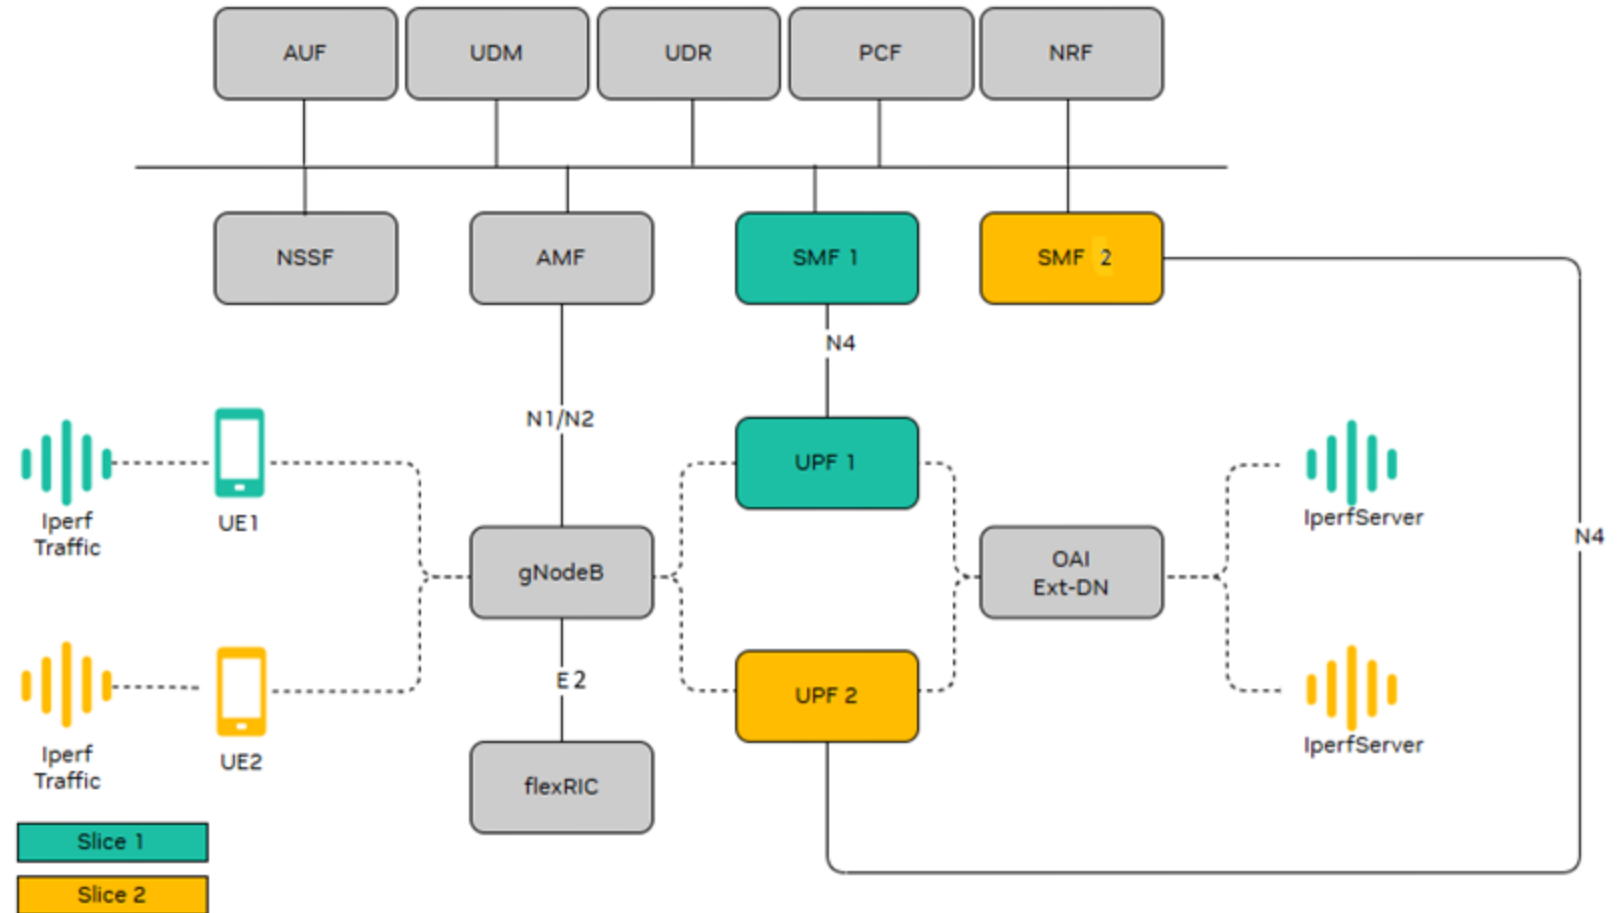 AUF
UDM
UDR
PCF
NRF
NSSF
AMF
SMF 1
SMF 2
N4
N1/N2
UPF 1
Iperf
Traffic
UE1
IperfServer
N4
gNodeB
OAI
Ext-DN
E2
UPF 2
Iperf
Traffic
UE2
IperfServer
flexRIC
Slice 1
Slice 2